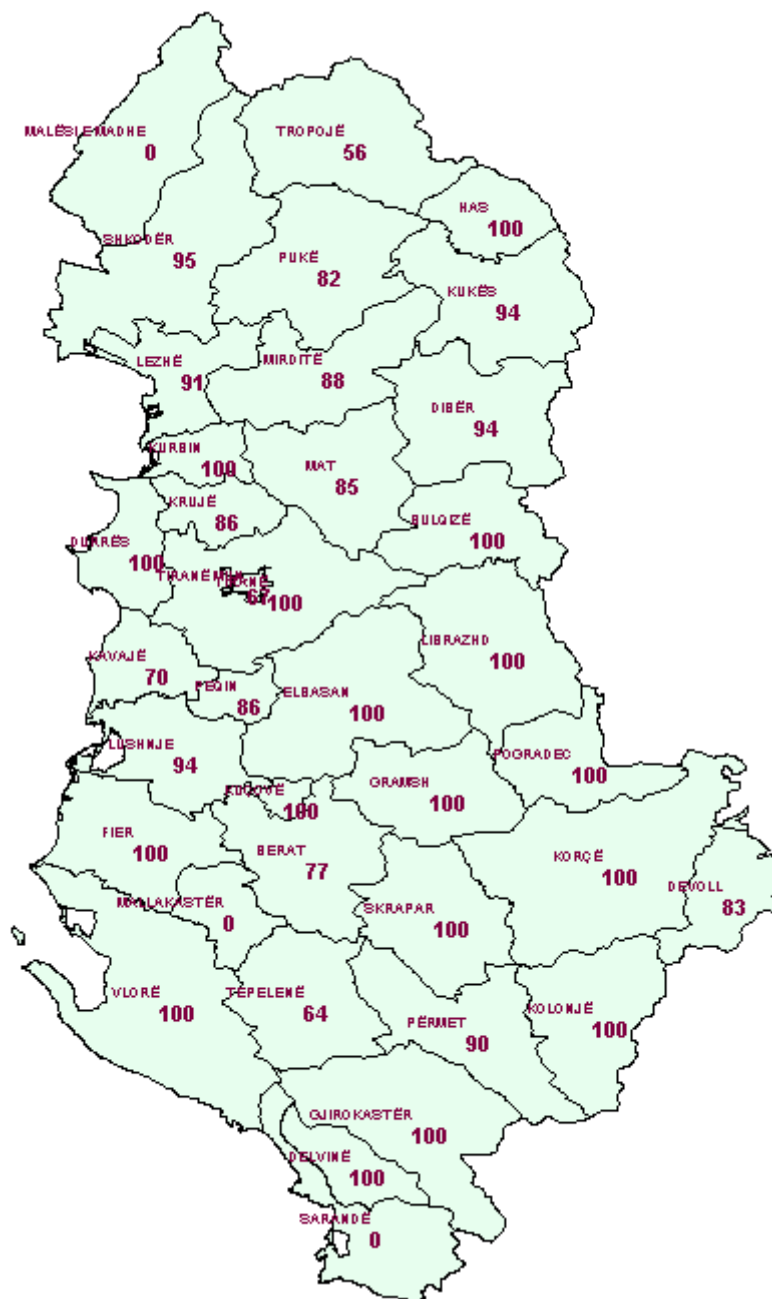 MALËSI E MADHE
0
TROPOJË
56
HAS
100
SHKODËR
95
PUKË
82
KUKËS
94
LEZHË
91
MIRDITË
88
DIBËR
94
KURBIN
100
MAT
85
KRUJË
86
BULQIZË
100
DURRËS
100
100
LIBRAZHD
100
KAVAJË
70
PEQIN
86
ELBASAN
100
LUSHNJE
94
POGRADEC
100
GRAMSH
100
100
FIER
100
BERAT
77
KORÇË
100
DEVOLL
83
MALLAKASTËR
0
SKRAPAR
100
VLORË
100
TEPELENË
64
PËRMET
90
KOLONJË
100
GJIROKASTËR
100
DELVINË
100
SARANDË
0